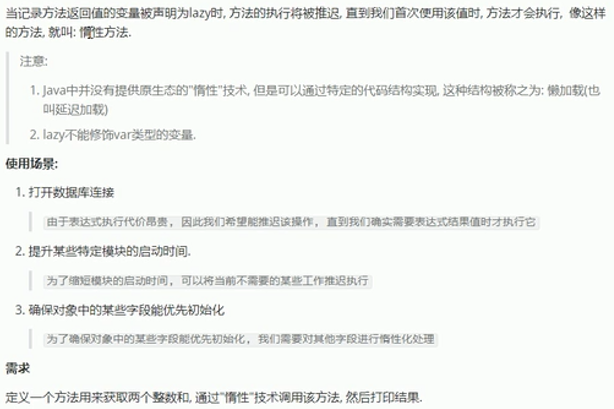 当记录方法返回值的变量被声明为lazy时, 方法的执行将被推迟, 直到我们首次使用该值时, 方法才会执行, 像这样
的方法, 就叫: 惰性方法.
注意:
1. Java中并没有提供原生态的"惰性"技术, 但是可以通过特定的代码结构实现, 这种结构被称之为: 懒加载(也
叫延迟加载)
2. lazy不能修饰var类型的变量.
使用场景:
1. 打开数据库连接
由于表达式执行代价昂贵, 因此我们希望能推迟该操作, 直到我们确实需要表达式结果值时才执行它
2. 提升某些特定模块的启动时间.
为了缩短模块的启动时间, 可以将当前不需要的某些工作推迟执行
3. 确保对象中的某些字段能优先初始化
为了确保对象中的某些字段能优先初始化, 我们需要对其他字段进行惰性化处理
需求
定义一个方法用来获取两个整数和, 通过"惰性"技术调用该方法, 然后打印结果.